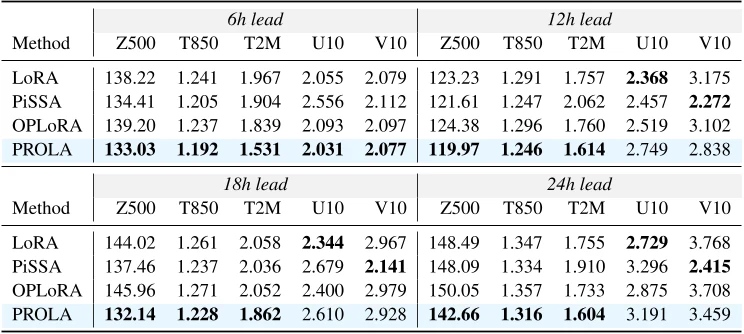 6h lead 12h lead
Method Z500 T850 T2M U10 V10 Z500 T850 T2M U10 V10
LoRA 138.22 1.241 1.967 2.055 2.079 123.23 1.291 1.757 2.368 3.175
PiSSA 134.41 1.205 1.904 2.556 2.112 121.61 1.247 2.062 2.457 2.272
OPLoRA 139.20 1.237 1.839 2.093 2.097 124.38 1.296 1.760 2.519 3.102
PROLA 133.03 1.192 1.531 2.031 2.077 119.97 1.246 1.614 2.749 2.838
18h lead 24h lead
Method Z500 T850 T2M U10 V10 Z500 T850 T2M U10 V10
LoRA 144.02 1.261 2.058 2.344 2.967 148.49 1.347 1.755 2.729 3.768
PiSSA 137.46 1.237 2.036 2.679 2.141 148.09 1.334 1.910 3.296 2.415
OPLoRA 145.96 1.271 2.052 2.400 2.979 150.05 1.357 1.733 2.875 3.708
PROLA 132.14 1.228 1.862 2.610 2.928 142.66 1.316 1.604 3.191 3.459